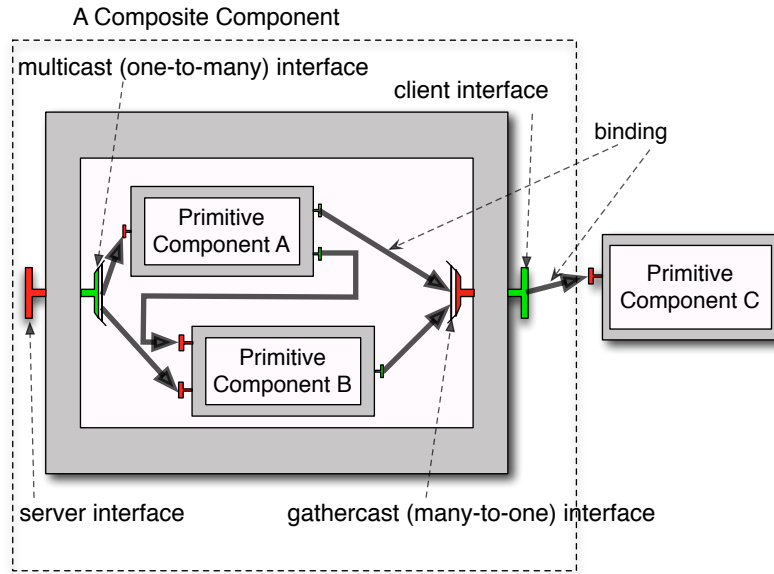 A Composite Component
multicast (one-to-many) interface
client interface
binding
Primitive
Component A
Primitive
Component C
Primitive
Component B
server interface
gathercast (many-to-one) interface